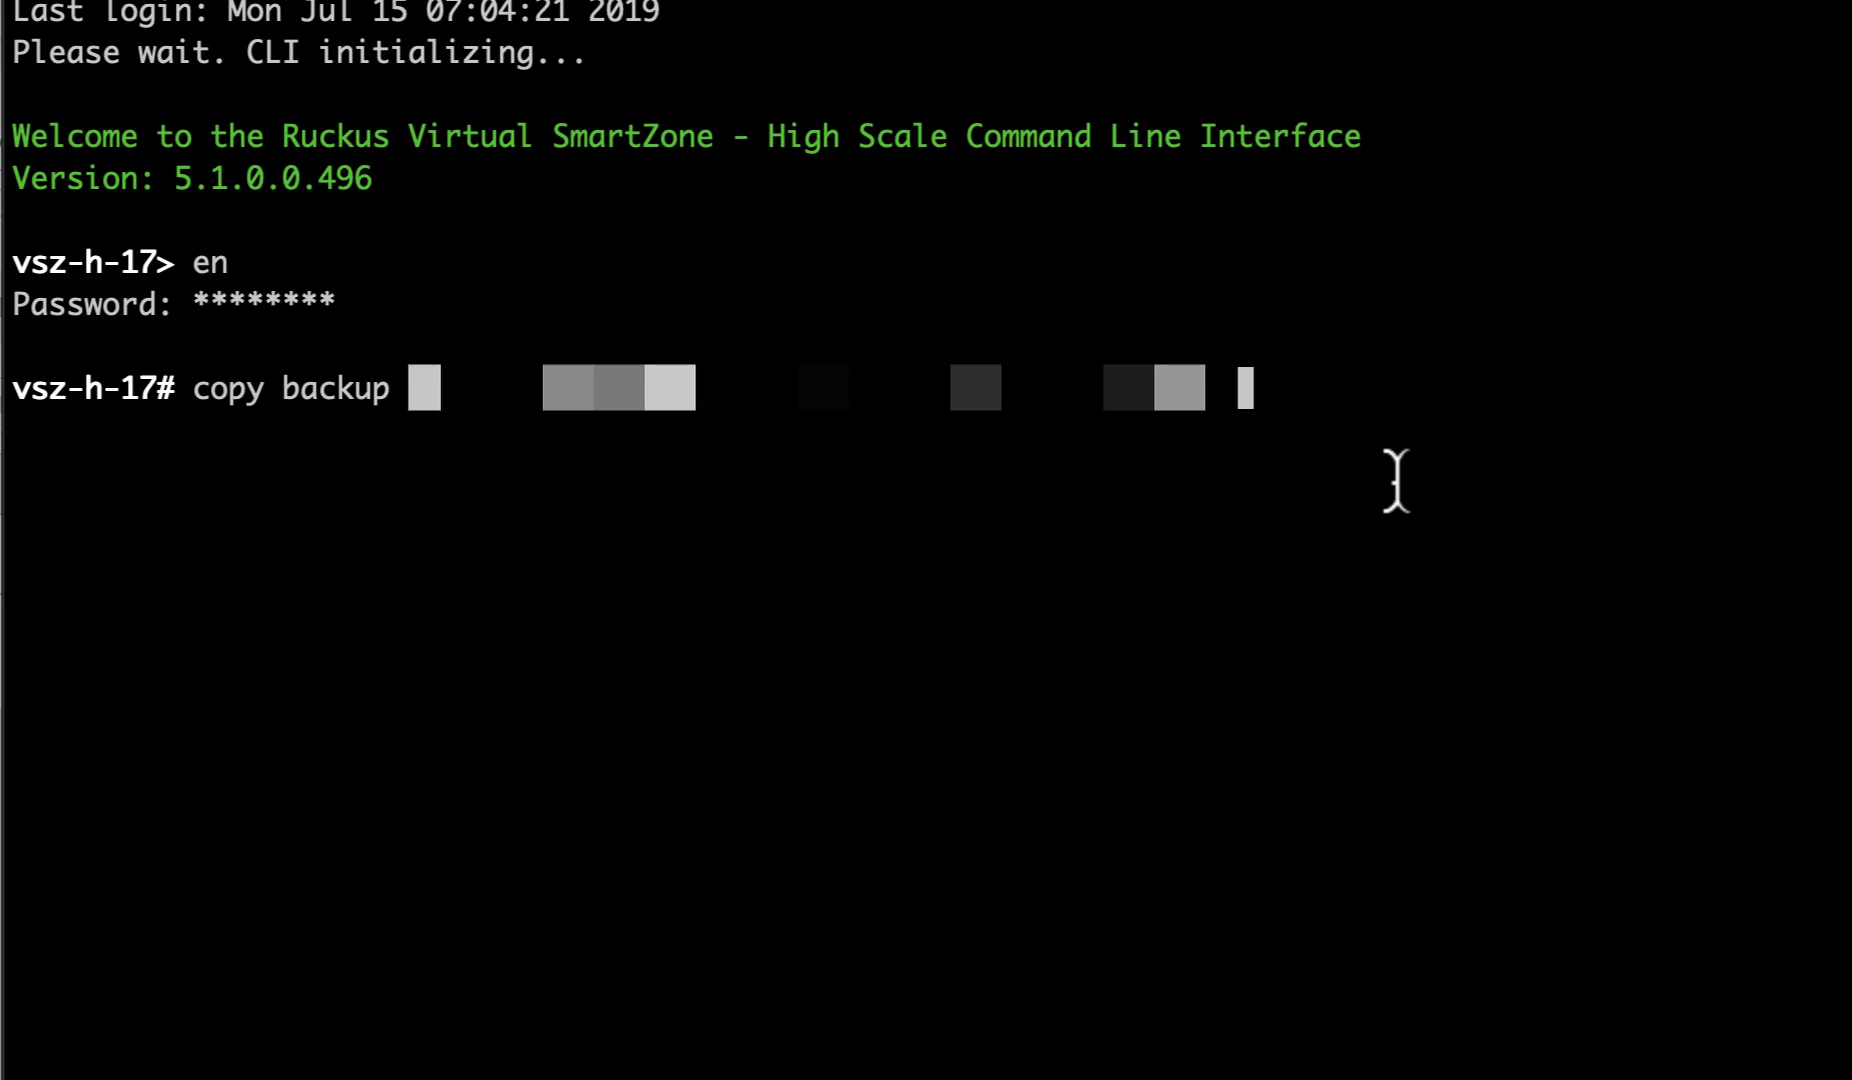 Last login: Mon Jul 15 07:04:21 2019
Please wait. CLI initializing...
Welcome to the Ruckus Virtual SmartZone - High Scale Command Line Interface
Version: 5.1.0.0.496
vsz-h-17> en
Password: ********
vsz-h-17# copy backup